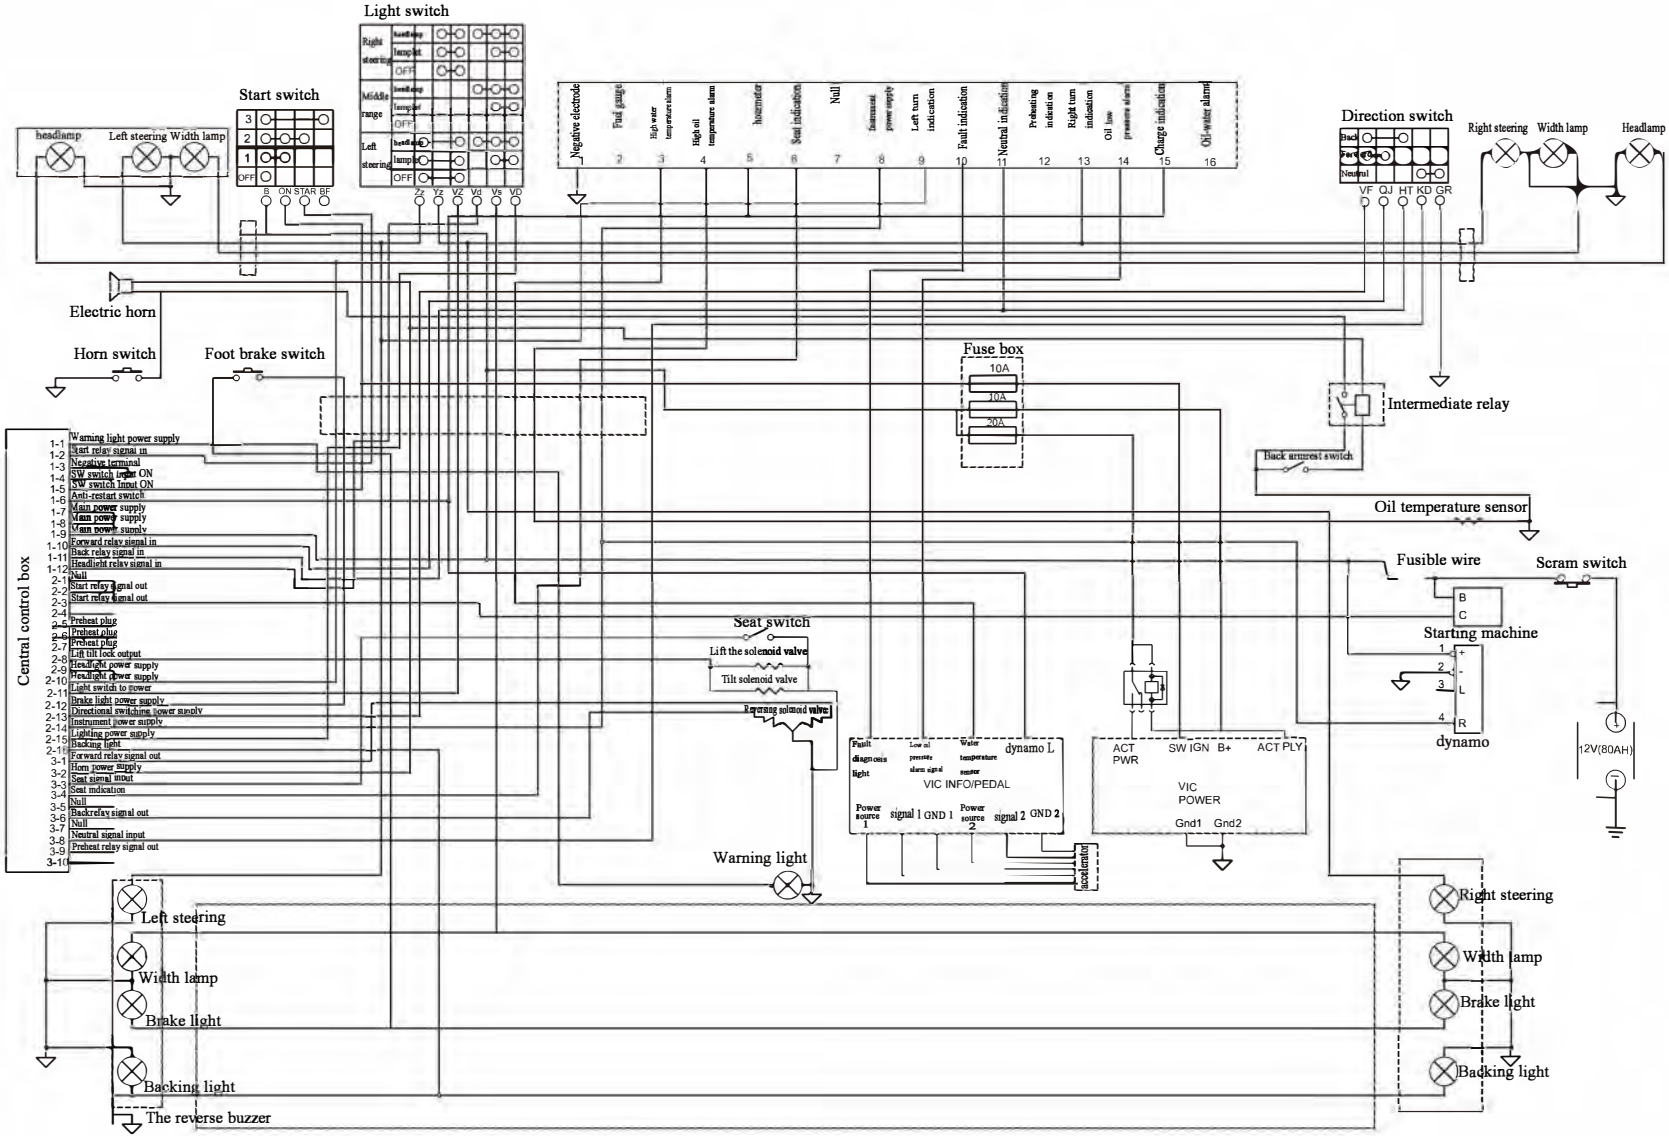 Light switch
Right steering
headlamp
lamplet
OFF
Middle range
headlamp
lamplet
OFF
Left steering
headlamp
lamplet
OFF
Zz Yz VZ Vd Vs VD
Start switch
3
2
1
OFF
B ON STAR BF
headlamp
Left steering Width lamp
Negative electrode
Fuel gauge
High water temperature alarm
High oil temperature alarm
hourmeter
Seat indication
Null
Instrument power supply
Left turn indication
Fault indication
Neutral indication
Preheating indication
Right turn indication
Oil low pressure alarm
Charge indication
Oil-water alarm
1 2 3 4 5 6 7 8 9 10 11 12 13 14 15 16
Direction switch
Back
Forward
Neutral
VF QJ HT KD GR
Right steering Width lamp
Headlamp
Electric horn
Horn switch
Foot brake switch
Fuse box
10A
10A
20A
Intermediate relay
Back armrest switch
Oil temperature sensor
Fusible wire
Scram switch
B
C
Starting machine
1 +
2 -
3 L
4 R
dynamo
+
12V(80AH)
−
Central control box
1-1 Warning light power supply
1-2 Start relay signal in
1-3 Negative terminal
1-4 SW switch input ON
1-5 SW switch Input ON
1-6 Anti-restart switch
1-7 Main power supply
1-8 Main power supply
1-9 Main power supply
1-10 Forward relay signal in
1-11 Back relay signal in
1-12 Headlight relay signal in
2-1 Null
2-2 Start relay signal out
2-3 Start relay signal out
2-4
2-5 Preheat plug
2-6 Preheat plug
2-7 Preheat plug
2-8 Lift tilt lock output
2-9 Headlight power supply
2-10 Headlight power supply
2-11 Light switch to power
2-12 Brake light power supply
2-13 Directional switching power supply
2-14 Instrument power supply
2-15 Lighting power supply
2-16 Backing light
3-1 Forward relay signal out
3-2 Horn power supply
3-3 Seat signal input
3-4 Seat indication
3-5 Null
3-6 Backrelay signal out
3-7 Null
3-8 Neutral signal input
3-9 Preheat relay signal out
3-10
Seat switch
Lift the solenoid valve
Tilt solenoid valve
Reversing solenoid valve
Fault diagnosis light
Low oil pressure alarm signal
Water temperature sensor
dynamo L
VIC INFO/PEDAL
Power source 1
signal 1 GND 1
Power source 2
signal 2 GND 2
accelerator
ACT PWR
SW IGN B+
ACT PLY
VIC POWER
Gnd1 Gnd2
Warning light
Left steering
Width lamp
Brake light
Backing light
The reverse buzzer
Right steering
Width lamp
Brake light
Backing light